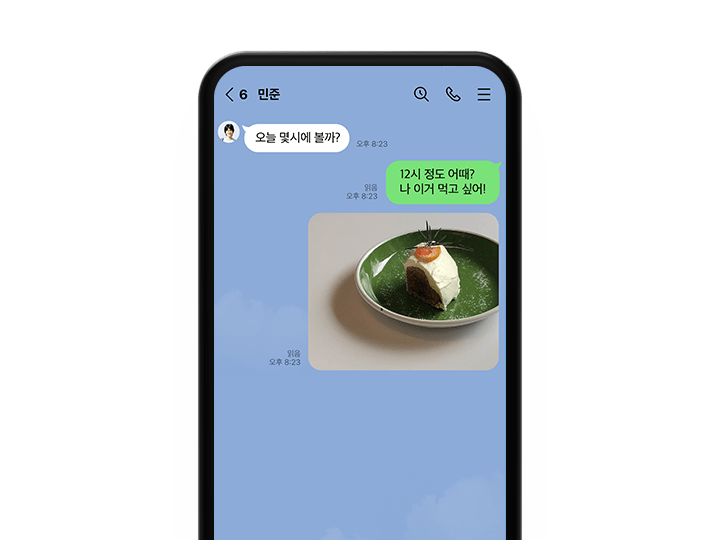 6 민준
오늘 몇시에 볼까?
오후 8:23
12시 정도 어때?
나 이거 먹고 싶어!
읽음
오후 8:23
읽음
오후 8:23